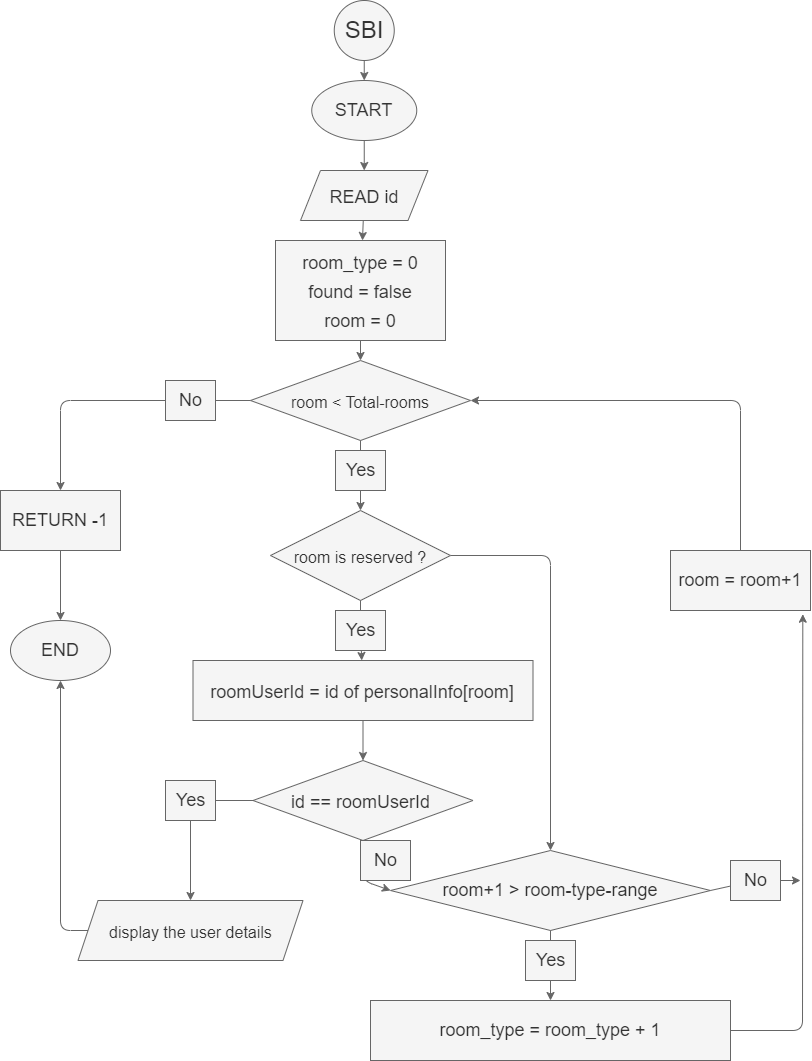 SBI
START
READ id
room_type = 0
found = false
room = 0
room < Total-rooms
No
Yes
RETURN -1
room is reserved ?
room = room+1
Yes
END
roomUserId = id of personalInfo[room]
id == roomUserId
Yes
No
room+1 > room-type-range
No
display the user details
Yes
room_type = room_type + 1